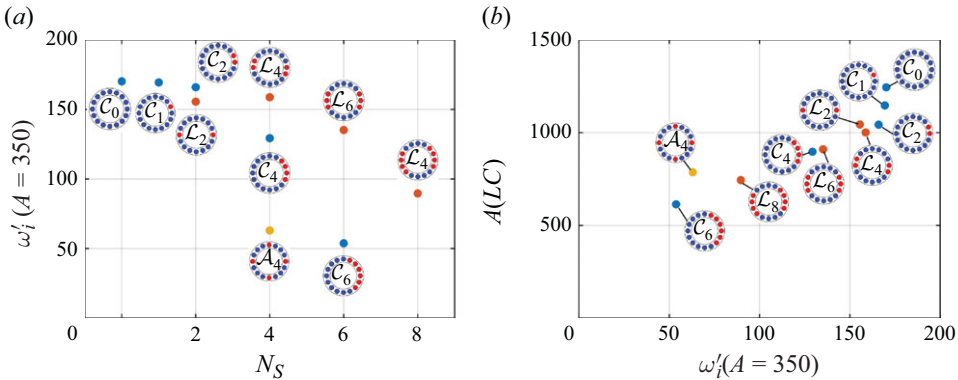 (a)
200
150
100
50
0
2
4
6
8
ω′ᵢ (A = 350)
N_S
𝒞₀
𝒞₁
𝒞₂
ℒ₂
ℒ₄
𝒞₄
𝒜₄
ℒ₆
𝒞₆
ℒ₄
(b)
1500
1000
500
0
50
100
150
200
A(LC)
ω′ᵢ(A = 350)
𝒞₁
𝒞₀
ℒ₂
𝒞₂
𝒜₄
𝒞₄
ℒ₄
ℒ₆
ℒ₈
𝒞₆